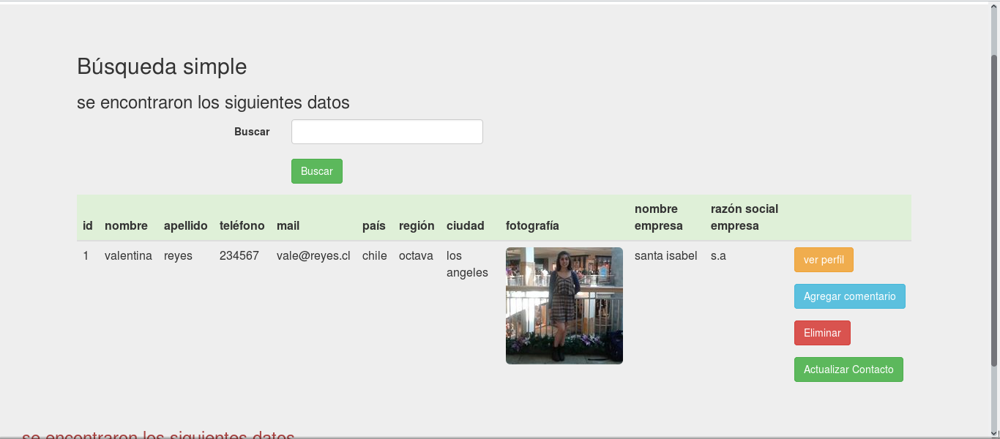 Búsqueda simple
se encontraron los siguientes datos
Buscar
Buscar
id nombre apellido teléfono mail país región ciudad fotografía nombre empresa razón social empresa
1 valentina reyes 234567 vale@reyes.cl chile octava los angeles santa isabel s.a
ver perfil
Agregar comentario
Eliminar
Actualizar Contacto
se encontraron los siguientes datos